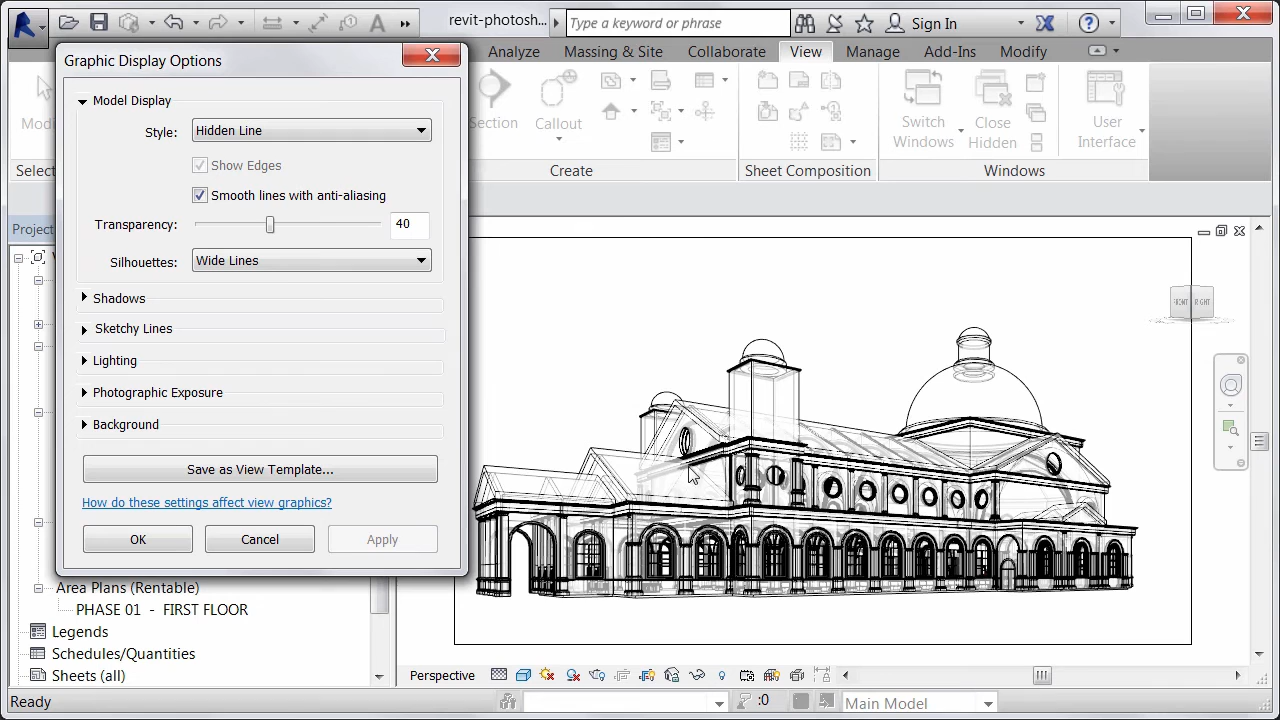 revit-photosh...
Type a keyword or phrase
Sign In
Analyze
Massing & Site
Collaborate
View
Manage
Add-Ins
Modify
Section
Callout
Switch
Windows
Close
Hidden
User
Interface
Select
Create
Sheet Composition
Windows
Graphic Display Options
Model Display
Style:
Hidden Line
Show Edges
Smooth lines with anti-aliasing
Transparency:
40
Silhouettes:
Wide Lines
Shadows
Sketchy Lines
Lighting
Photographic Exposure
Background
Save as View Template...
How do these settings affect view graphics?
OK
Cancel
Apply
Project
FRONT
RIGHT
Area Plans (Rentable)
PHASE 01 - FIRST FLOOR
Legends
Schedules/Quantities
Sheets (all)
Perspective
Ready
:0
Main Model